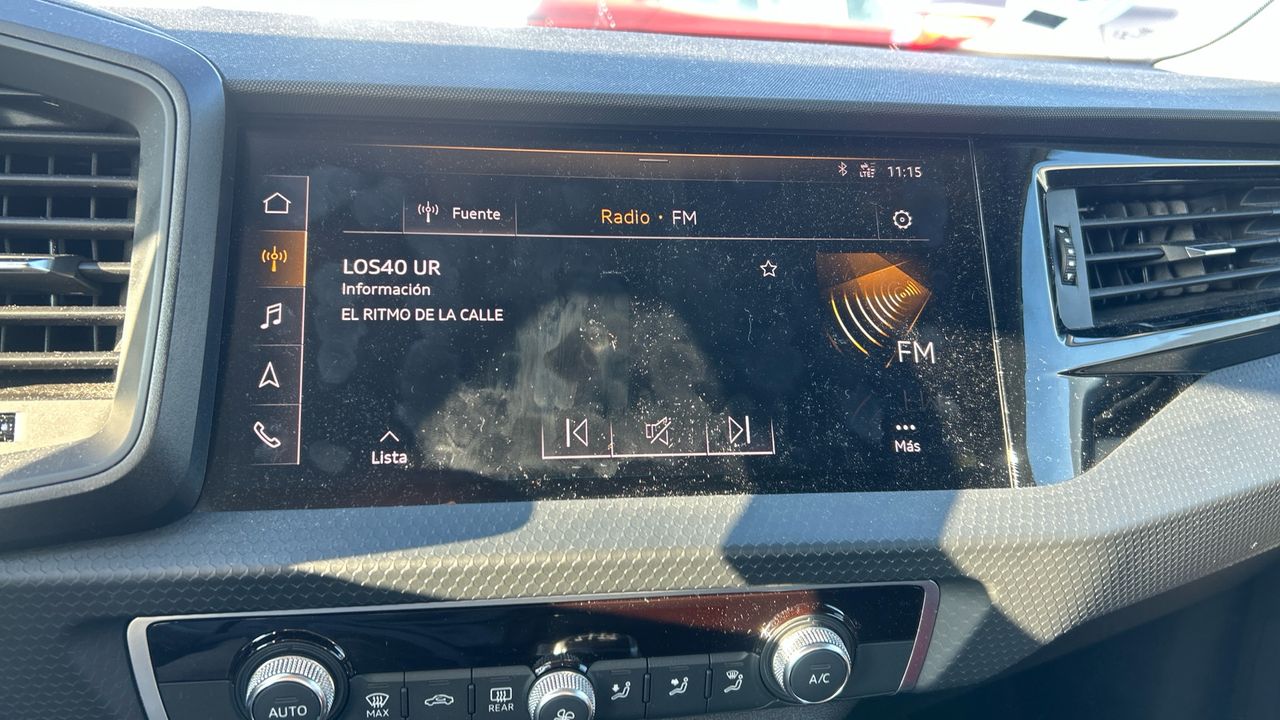 LTE 11:15
Fuente
Radio · FM
LOS40 UR
Información
EL RITMO DE LA CALLE
FM
Lista
Más
AUTO
MAX
REAR
A/C